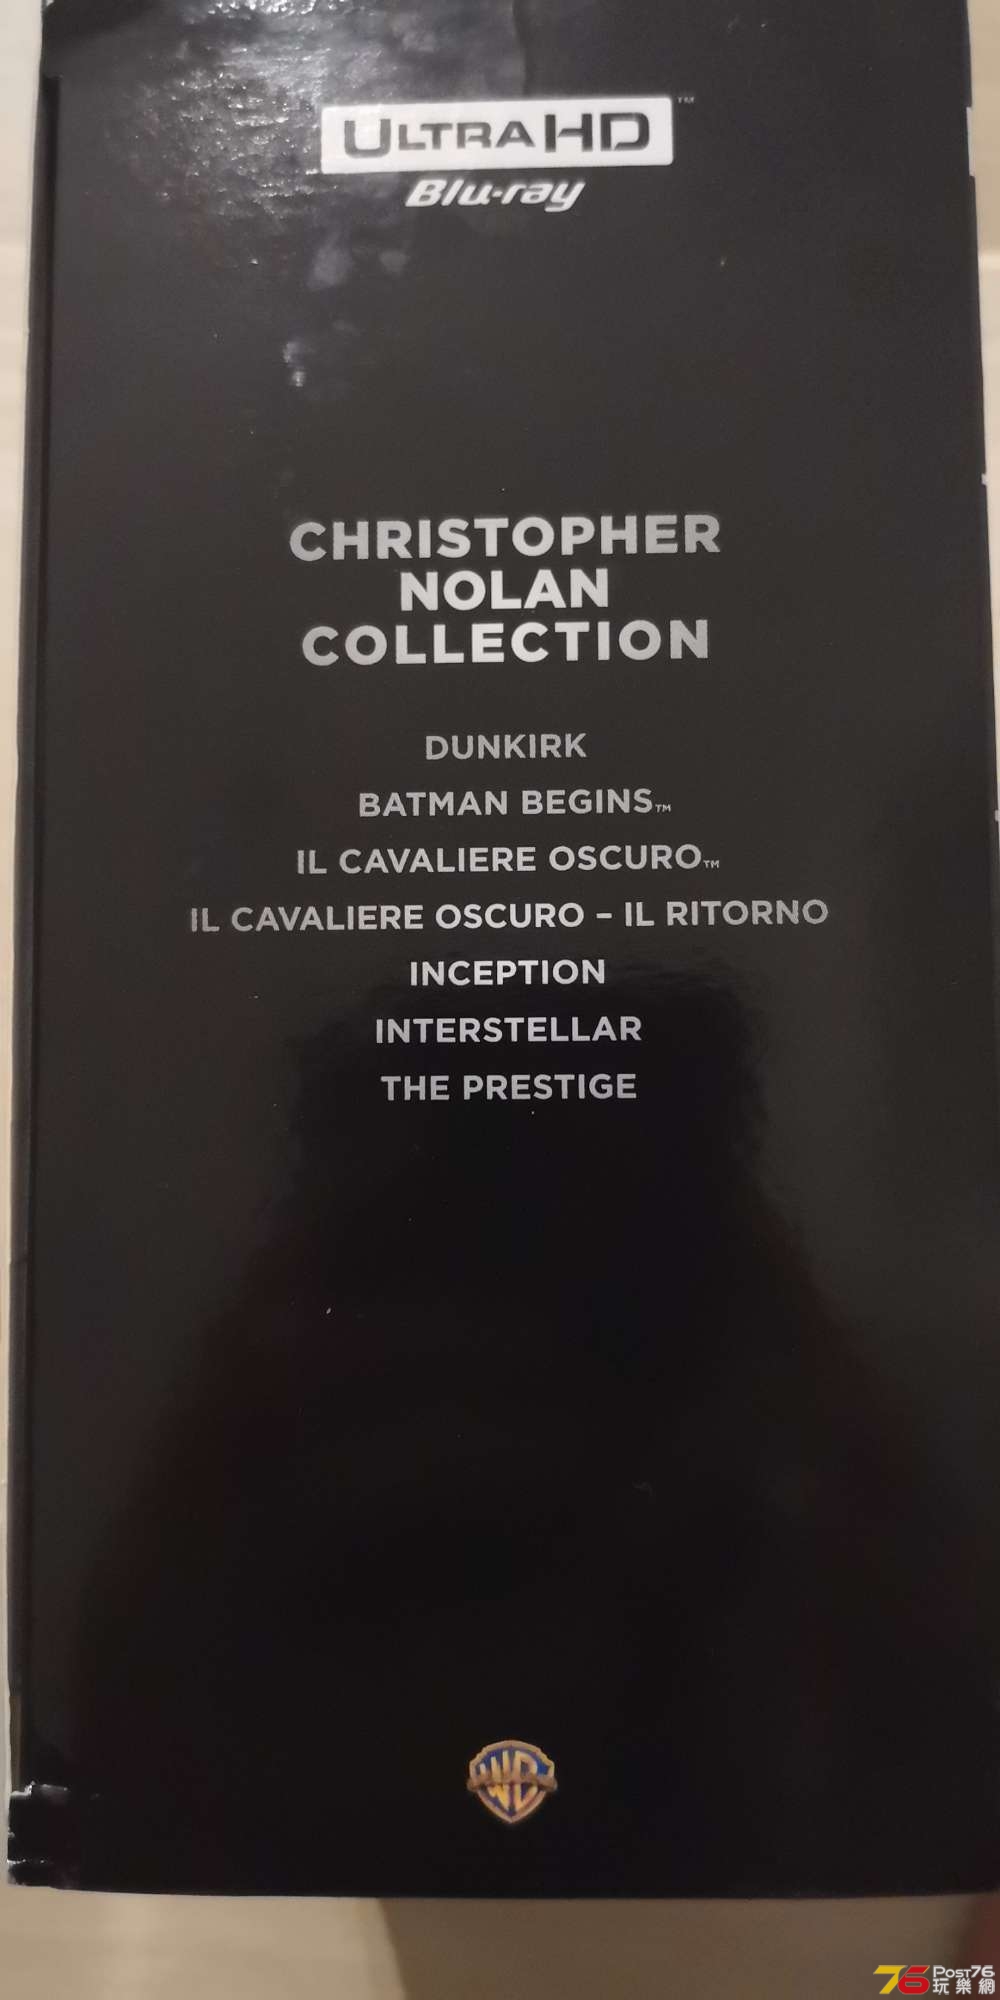 ULTRA HD™
Blu-ray
CHRISTOPHER
NOLAN
COLLECTION
DUNKIRK
BATMAN BEGINS™
IL CAVALIERE OSCURO™
IL CAVALIERE OSCURO – IL RITORNO
INCEPTION
INTERSTELLAR
THE PRESTIGE
WB
76 Post76
玩樂網